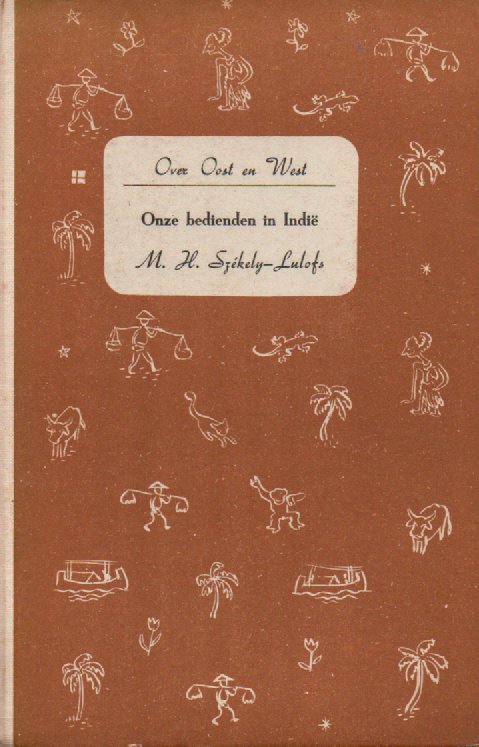 Over Oost en West
Onze bedienden in Indië
M. H. Székely-Lulofs